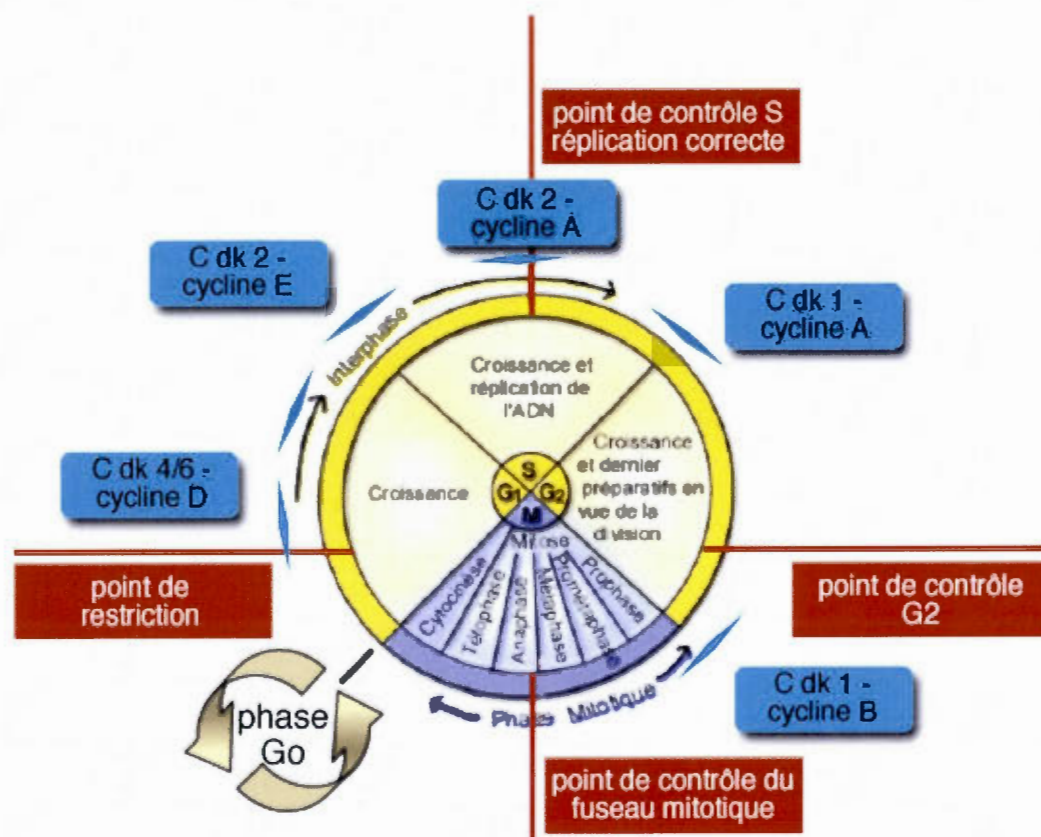 point de contrôle S
réplication correcte
C dk 2 -
cycline A
C dk 2 -
cycline E
C dk 1 -
cycline A
Interphase
Croissance et
réplication de
l'ADN
Croissance
et dernier
préparatifs en
vue de la
division
Croissance
S
G1
G2
M
C dk 4/6 -
cycline D
Mitose
Cytocinèse
Télophase
Anaphase
Métaphase
Prométaphase
Prophase
point de
restriction
point de contrôle
G2
phase
Go
Phase Mitotique
C dk 1 -
cycline B
point de contrôle du
fuseau mitotique